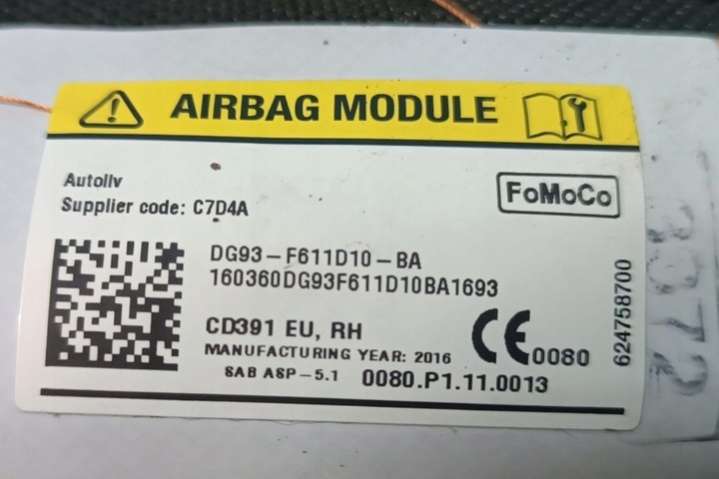 AIRBAG MODULE
Autoliv
Supplier code: C7D4A
FoMoCo
DG93-F611D10-BA
160360DG93F611D10BA1693
CD391 EU, RH
MANUFACTURING YEAR: 2016
SAB ASP-5.1 0080.P1.11.0013
CE 0080
624758700